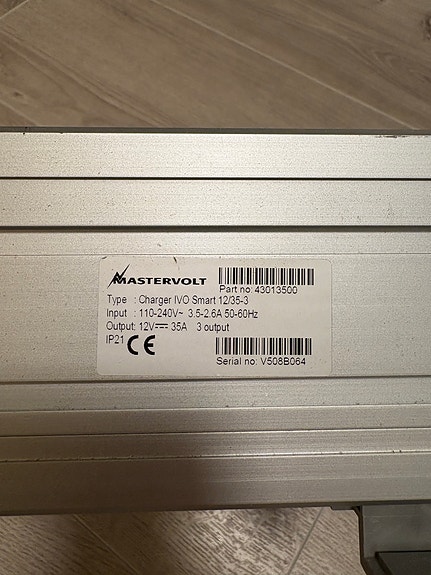 MASTERVOLT
Part no: 43013500
Type : Charger IVO Smart 12/35-3
Input : 110-240V~ 3.5-2.6A 50-60Hz
Output: 12V⎓ 35A 3 output
IP21 CE
Serial no: V508B064